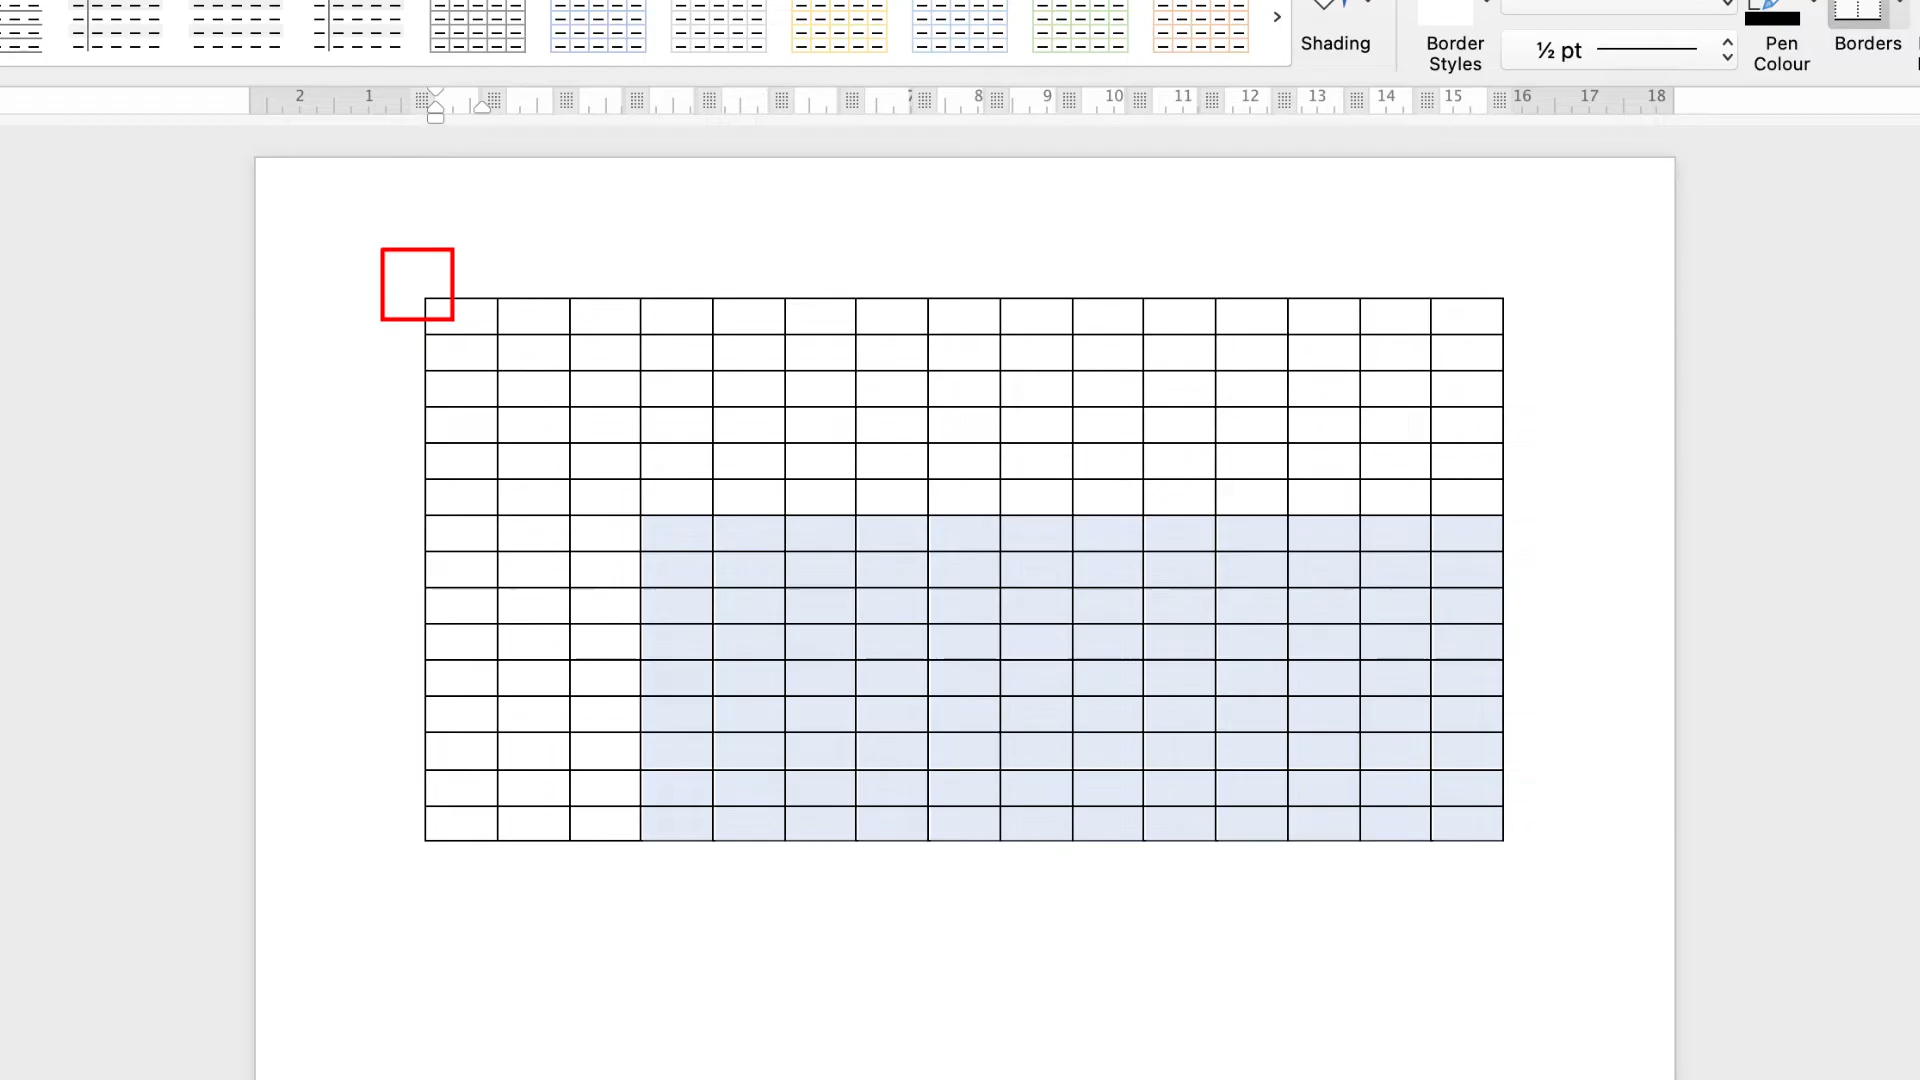 Shading
Border
Styles
½ pt
Pen
Colour
Borders
2 1 8 9 10 11 12 13 14 15 16 17 18